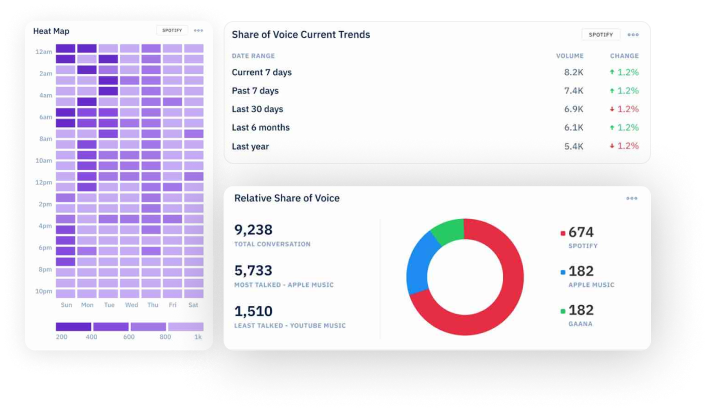 Heat Map
SPOTIFY
12am
2am
4am
6am
8am
10am
12pm
2pm
4pm
6pm
8pm
10pm
Sun Mon Tue Wed Thu Fri Sat
200 400 600 800 1k
Share of Voice Current Trends
SPOTIFY
DATE RANGE VOLUME CHANGE
Current 7 days 8.2K 1.2%
Past 7 days 7.4K 1.2%
Last 30 days 6.9K 1.2%
Last 6 months 6.1K 1.2%
Last year 5.4K 1.2%
Relative Share of Voice
9,238
TOTAL CONVERSATION
5,733
MOST TALKED - APPLE MUSIC
1,510
LEAST TALKED - YOUTUBE MUSIC
674
SPOTIFY
182
APPLE MUSIC
182
GAANA